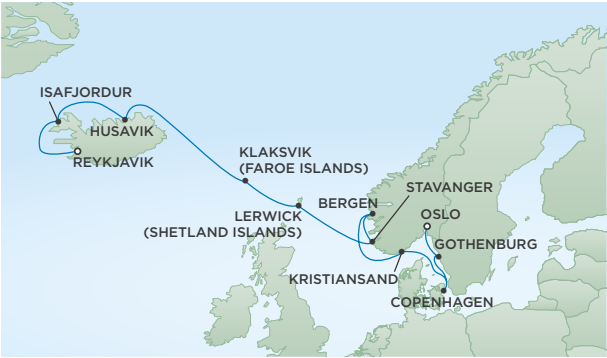 ISAFJORDUR
HUSAVIK
REYKJAVIK
KLAKSVIK
(FAROE ISLANDS)
STAVANGER
BERGEN
OSLO
LERWICK
(SHETLAND ISLANDS)
GOTHENBURG
KRISTIANSAND
COPENHAGEN